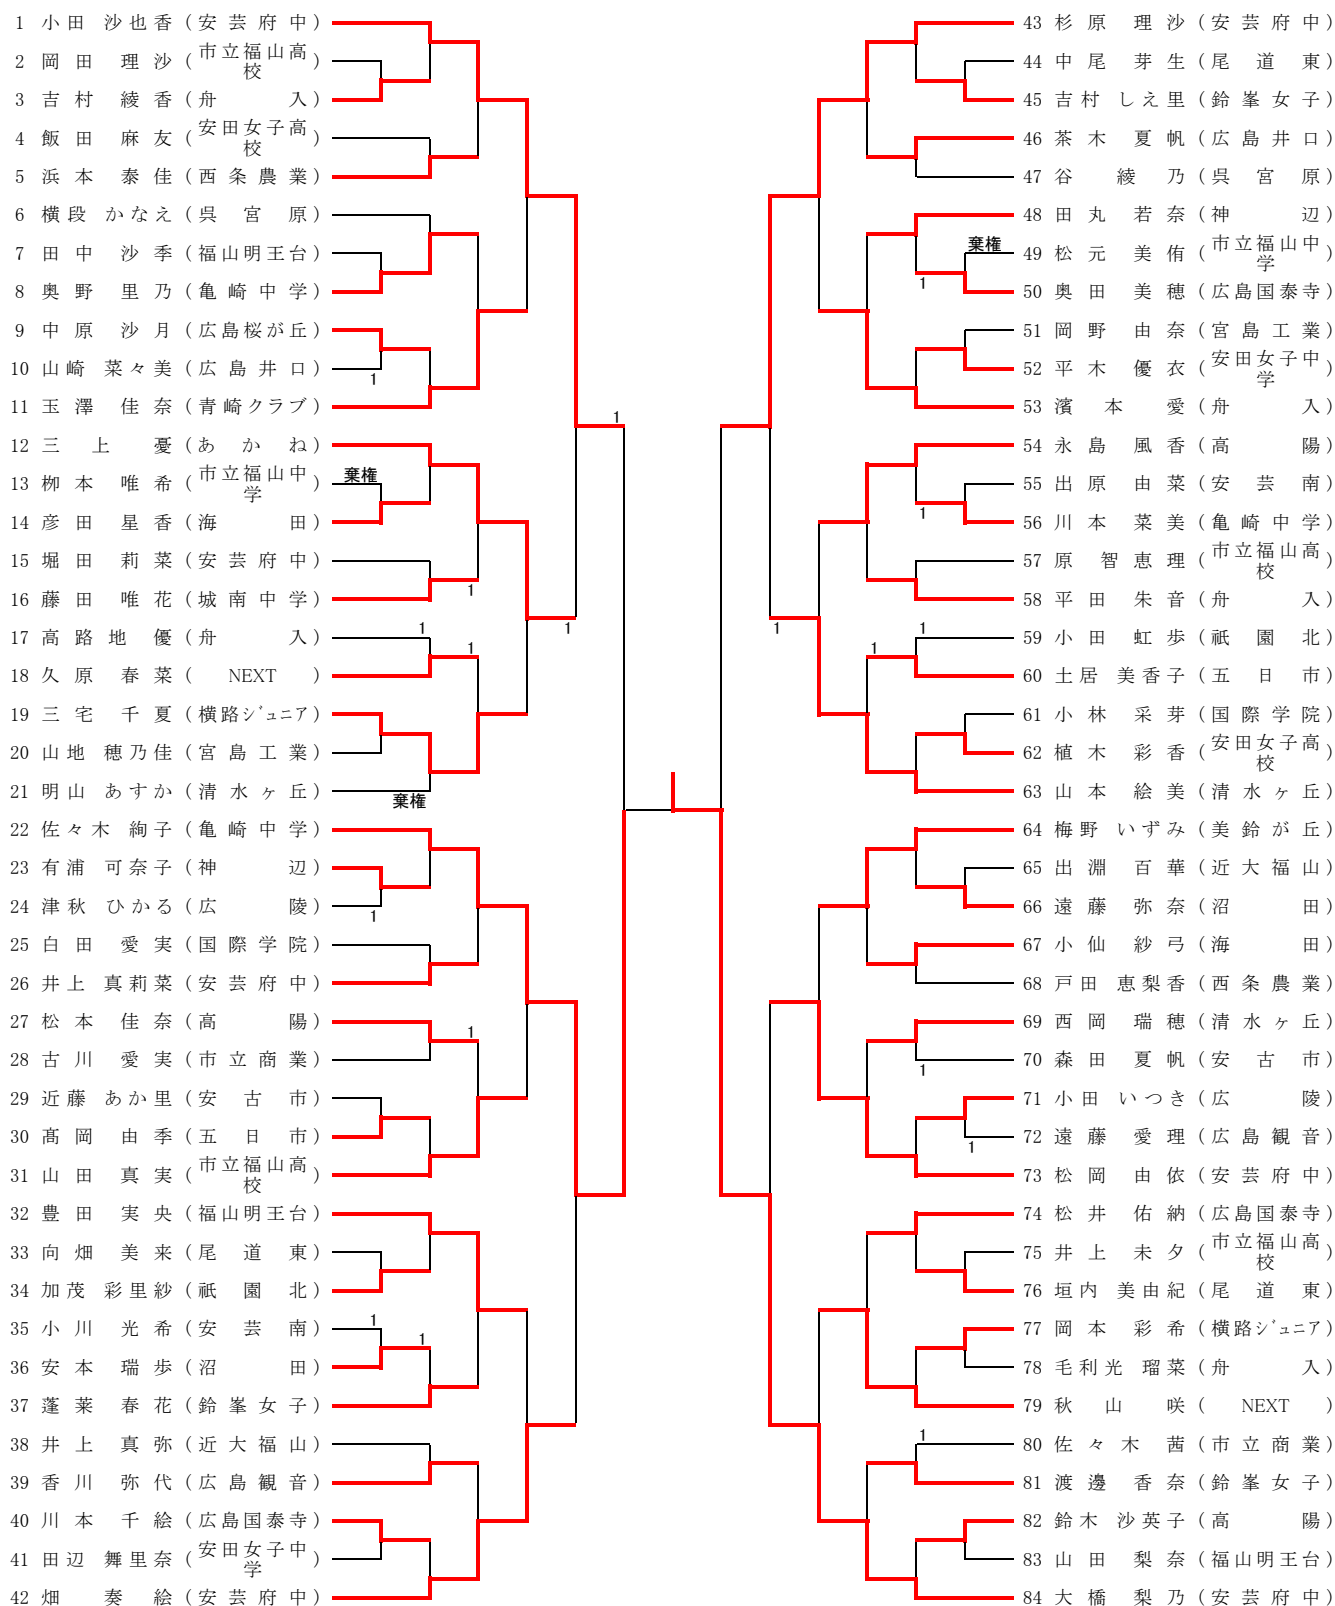 1 小田 沙也香 (安芸府中)
2 岡田 理沙 (市立福山高校)
3 吉村 綾香 (舟入)
4 飯田 麻友 (安田女子高校)
5 浜本 泰佳 (西条農業)
6 横段 かなえ (呉宮原)
7 田中 沙季 (福山明王台)
8 奥野 里乃 (亀崎中学)
9 中原 沙月 (広島桜が丘)
10 山崎 菜々美 (広島井口)
1
11 玉澤 佳奈 (青崎クラブ)
1
12 三上 憂 (あかね)
13 柳本 唯希 (市立福山中学) 棄権
14 彦田 星香 (海田)
15 堀田 莉菜 (安芸府中)
1
16 藤田 唯花 (城南中学)
1
17 高路地 優 (舟入) 1
1
18 久原 春菜 (NEXT)
19 三宅 千夏 (横路ジュニア)
20 山地 穂乃佳 (宮島工業)
21 明山 あすか (清水ヶ丘) 棄権
22 佐々木 絢子 (亀崎中学)
23 有浦 可奈子 (神辺)
24 津秋 ひかる (広陵)
1
25 白田 愛実 (国際学院)
26 井上 真莉菜 (安芸府中)
27 松本 佳奈 (高陽)
1
28 古川 愛実 (市立商業)
29 近藤 あか里 (安古市)
30 髙岡 由季 (五日市)
31 山田 真実 (市立福山高校)
32 豊田 実央 (福山明王台)
33 向畑 美来 (尾道東)
34 加茂 彩里紗 (祇園北)
35 小川 光希 (安芸南) 1
1
36 安本 瑞歩 (沼田)
37 蓬莱 春花 (鈴峯女子)
38 井上 真弥 (近大福山)
39 香川 弥代 (広島観音)
40 川本 千絵 (広島国泰寺)
41 田辺 舞里奈 (安田女子中学)
42 畑 奏絵 (安芸府中)
43 杉原 理沙 (安芸府中)
44 中尾 芽生 (尾道東)
45 吉村 しえ里 (鈴峯女子)
46 茶木 夏帆 (広島井口)
47 谷 綾乃 (呉宮原)
48 田丸 若奈 (神辺)
棄権 49 松元 美侑 (市立福山中学)
1
50 奥田 美穂 (広島国泰寺)
51 岡野 由奈 (宮島工業)
52 平木 優衣 (安田女子中学)
53 濱本 愛 (舟入)
54 永島 風香 (高陽)
55 出原 由菜 (安芸南)
1
56 川本 菜美 (亀崎中学)
57 原 智恵理 (市立福山高校)
58 平田 朱音 (舟入)
1
1 59 小田 虹歩 (祇園北)
1
60 土居 美香子 (五日市)
61 小林 采芽 (国際学院)
62 植木 彩香 (安田女子高校)
63 山本 絵美 (清水ヶ丘)
64 梅野 いずみ (美鈴が丘)
65 出淵 百華 (近大福山)
66 遠藤 弥奈 (沼田)
67 小仙 紗弓 (海田)
68 戸田 恵梨香 (西条農業)
69 西岡 瑞穂 (清水ヶ丘)
70 森田 夏帆 (安古市)
1
71 小田 いつき (広陵)
72 遠藤 愛理 (広島観音)
1
73 松岡 由依 (安芸府中)
74 松井 佑納 (広島国泰寺)
75 井上 未夕 (市立福山高校)
76 垣内 美由紀 (尾道東)
77 岡本 彩希 (横路ジュニア)
78 毛利光 瑠菜 (舟入)
79 秋山 咲 (NEXT)
1 80 佐々木 茜 (市立商業)
81 渡邊 香奈 (鈴峯女子)
82 鈴木 沙英子 (高陽)
83 山田 梨奈 (福山明王台)
84 大橋 梨乃 (安芸府中)